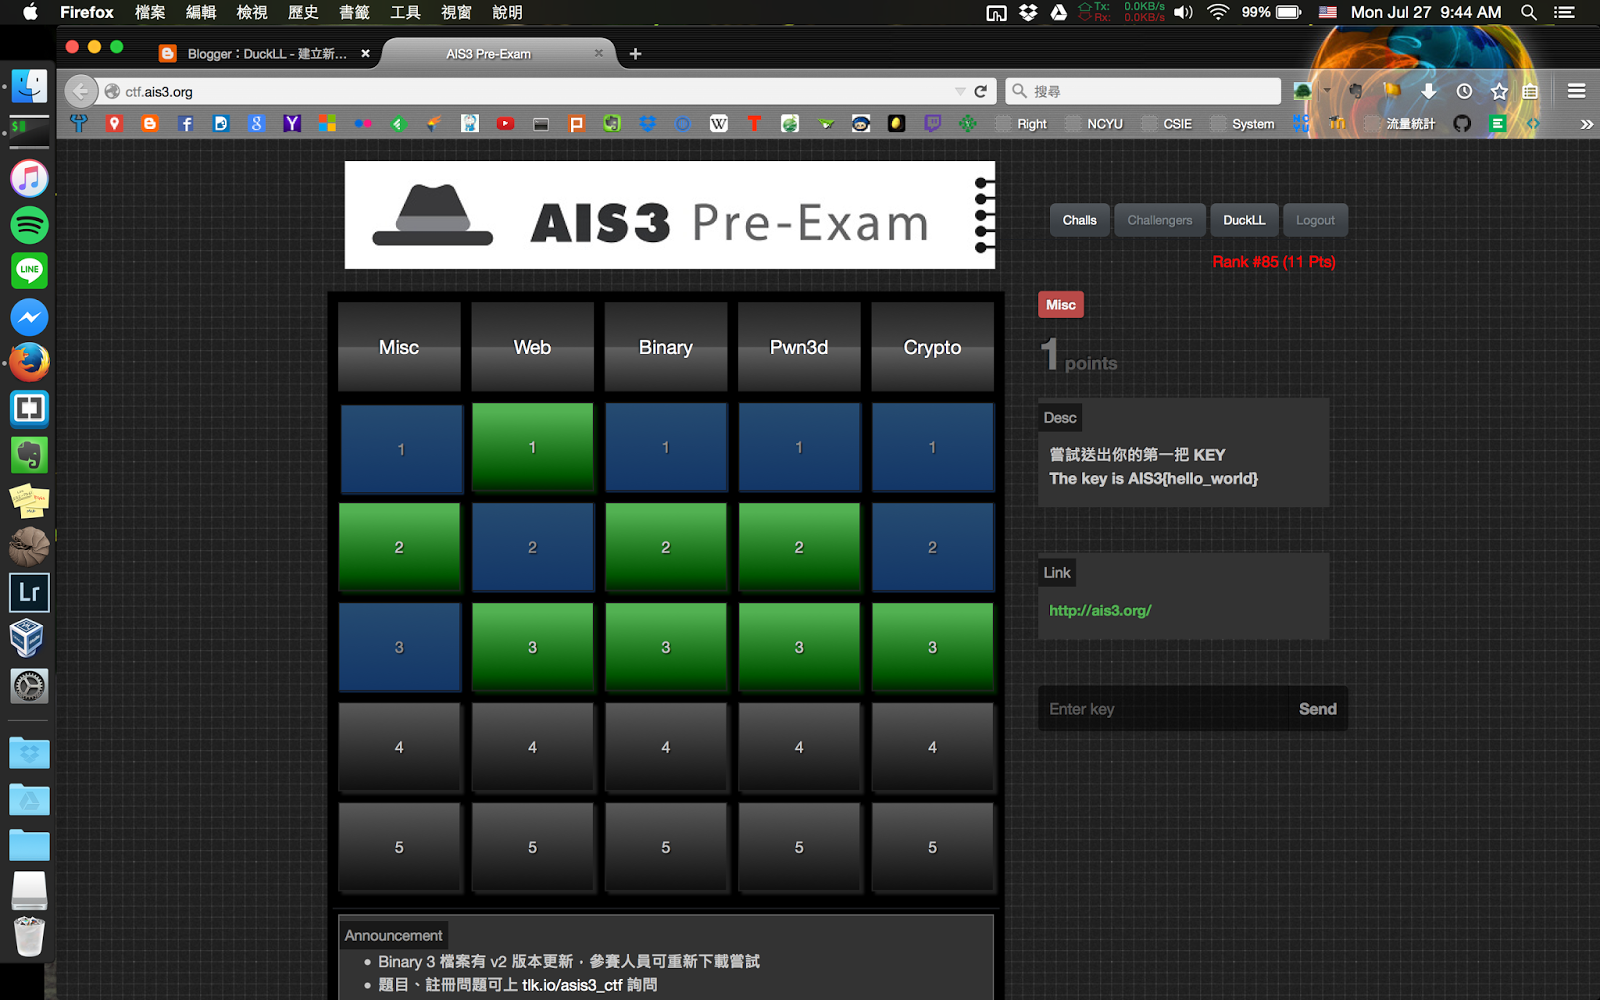 Firefox 檔案 編輯 檢視 歷史 書籤 工具 視窗 說明
Tx: 0.0KB/s
Rx: 0.0KB/s
99% Mon Jul 27 9:44 AM
Blogger：DuckLL - 建立新...
AIS3 Pre-Exam
ctf.ais3.org
搜尋
Right NCYU CSIE System 流量統計
AIS3 Pre-Exam
Challs Challengers DuckLL Logout
Rank #85 (11 Pts)
Misc Web Binary Pwn3d Crypto
1 1 1 1 1
2 2 2 2 2
3 3 3 3 3
4 4 4 4 4
5 5 5 5 5
Misc
1 points
Desc
嘗試送出你的第一把 KEY
The key is AIS3{hello_world}
Link
http://ais3.org/
Enter key Send
Announcement
Binary 3 檔案有 v2 版本更新，參賽人員可重新下載嘗試
題目、註冊問題可上 tlk.io/asis3_ctf 詢問
LINE
Lr